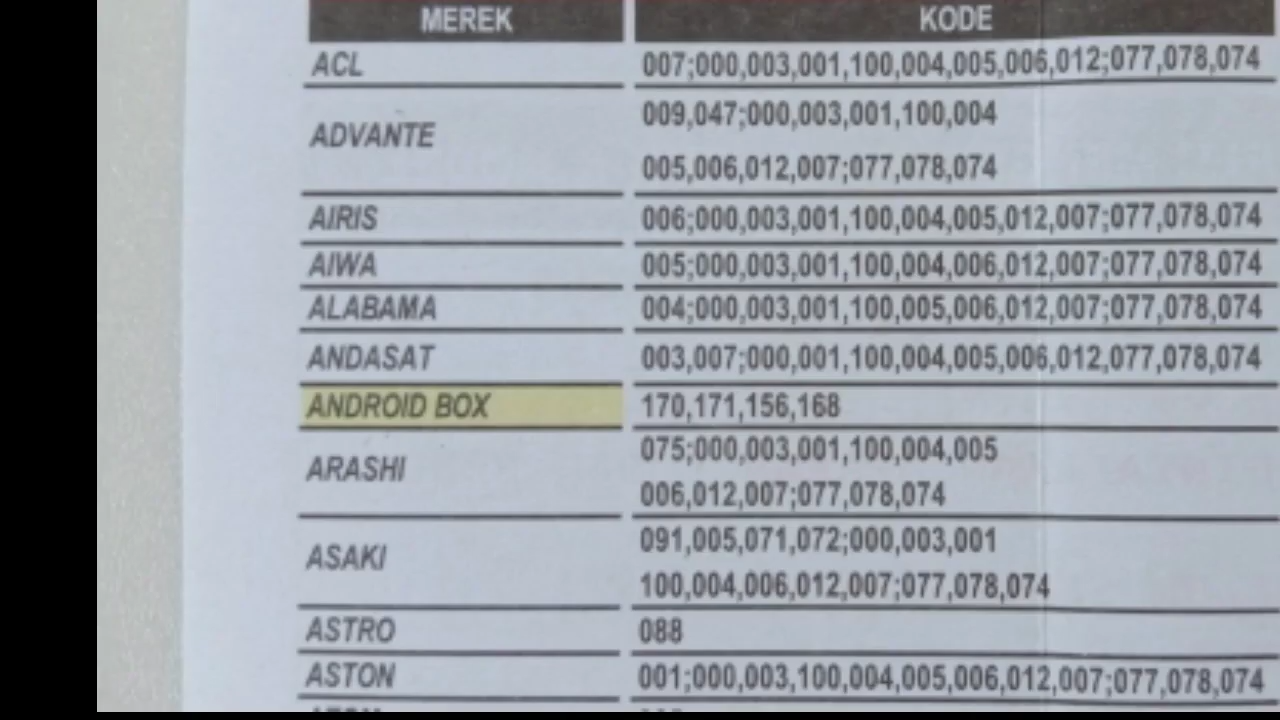 MEREK KODE
ACL 007;000,003,001,100,004,005,006,012;077,078,074
ADVANTE 009,047;000,003,001,100,004
005,006,012,007;077,078,074
AIRIS 006;000,003,001,100,004,005,012,007;077,078,074
AIWA 005;000,003,001,100,004,006,012,007;077,078,074
ALABAMA 004;000,003,001,100,005,006,012,007;077,078,074
ANDASAT 003,007;000,001,100,004,005,006,012,077,078,074
ANDROID BOX 170,171,156,168
ARASHI 075;000,003,001,100,004,005
006,012,007;077,078,074
ASAKI 091,005,071,072;000,003,001
100,004,006,012,007;077,078,074
ASTRO 088
ASTON 001;000,003,100,004,005,006,012,007;077,078,074